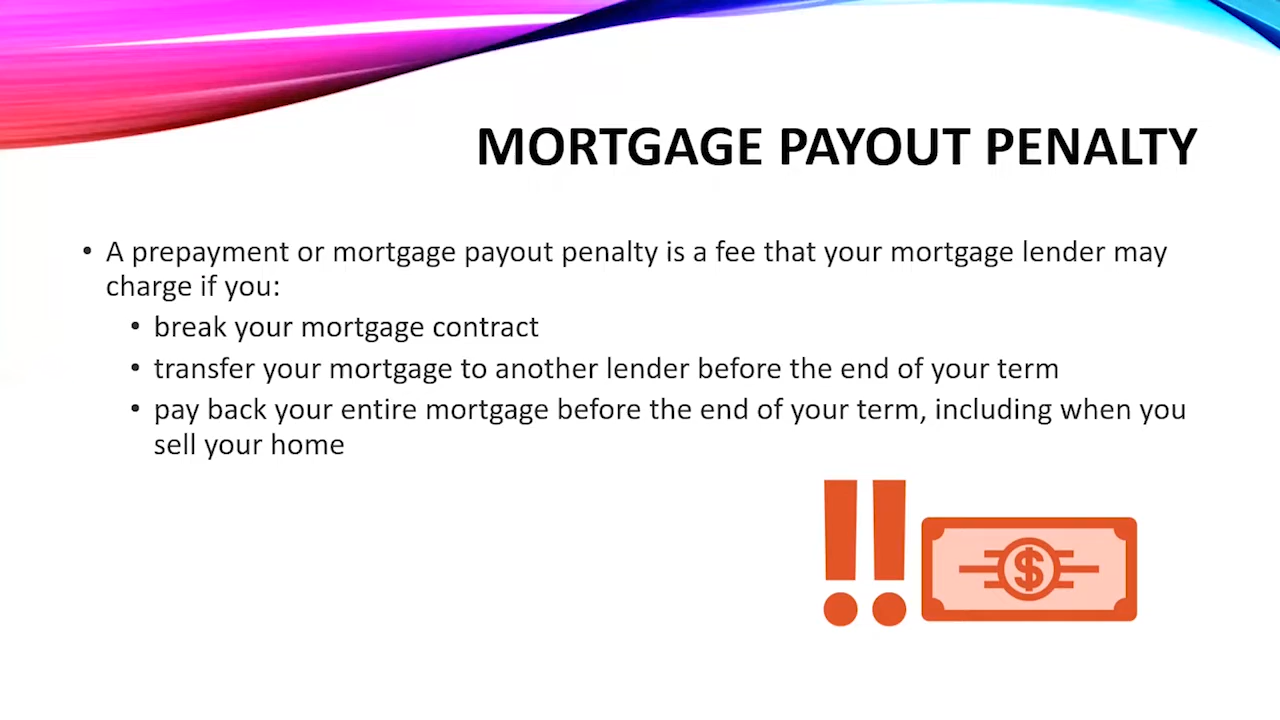 MORTGAGE PAYOUT PENALTY
• A prepayment or mortgage payout penalty is a fee that your mortgage lender may
charge if you:
• break your mortgage contract
• transfer your mortgage to another lender before the end of your term
• pay back your entire mortgage before the end of your term, including when you
sell your home
!! $